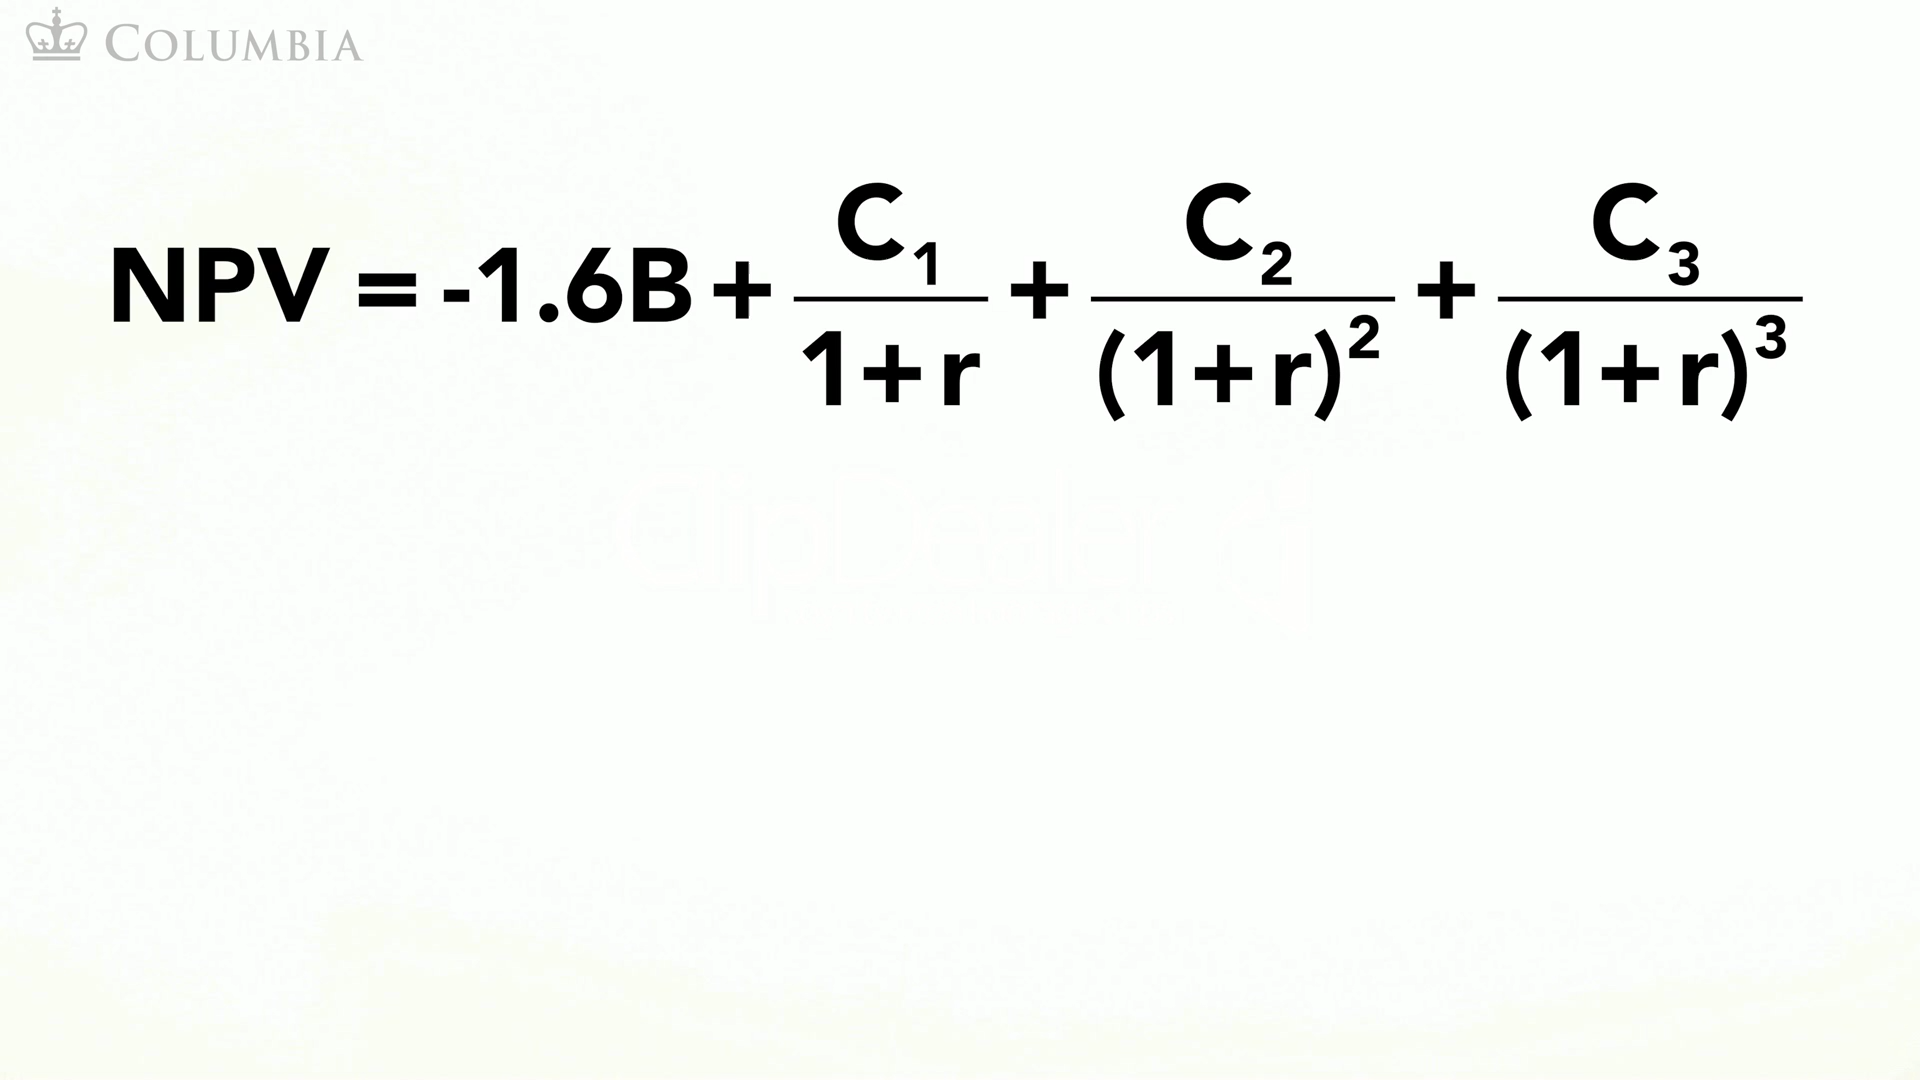 COLUMBIA
NPV = -1.6B + C₁/(1+r) + C₂/(1+r)² + C₃/(1+r)³